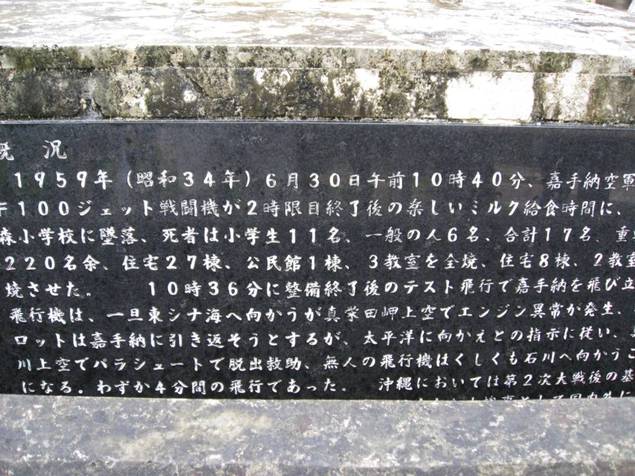 概況
1959年（昭和34年）6月30日午前10時40分、嘉手納空軍
F100ジェット戦闘機が2時限目終了後の楽しいミルク給食時間に、
森小学校に墜落、死者は小学生11名、一般の人6名、合計17名、重
220名余、住宅27棟、公民館1棟、3教室を全焼、住宅8棟、2教
焼させた。 10時36分に整備終了後のテスト飛行で嘉手納を飛び立
飛行機は、一旦東シナ海へ向かうが真栄田岬上空でエンジン異常が発生、
ロットは嘉手納に引き返そうとするが、太平洋に向かえとの指示に従い、
川上空でパラシュートで脱出救助、無人の飛行機はくしくも石川へ向かうこ
になる．わずか4分間の飛行であった． 沖縄においては第2次大戦後の基